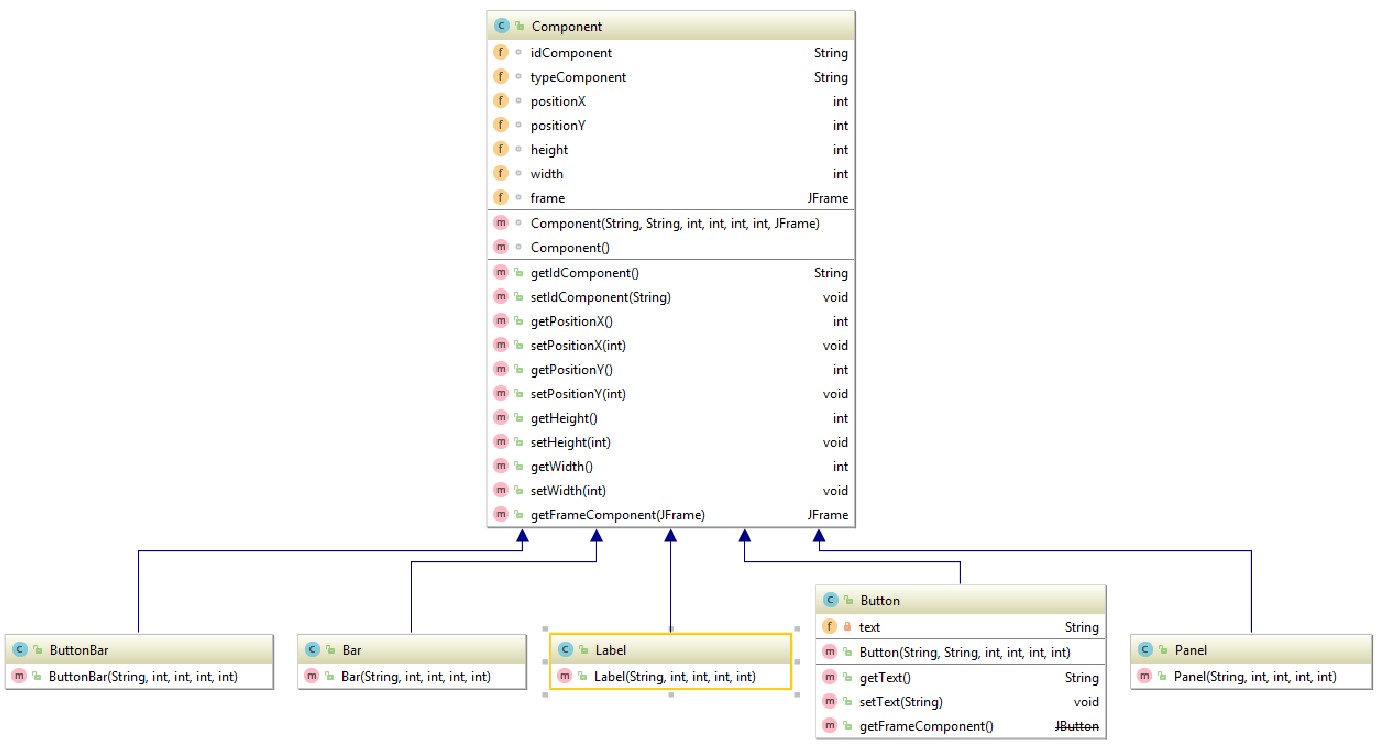 Component
idComponent String
typeComponent String
positionX int
positionY int
height int
width int
frame JFrame
Component(String, String, int, int, int, int, JFrame)
Component()
getIdComponent() String
setIdComponent(String) void
getPositionX() int
setPositionX(int) void
getPositionY() int
setPositionY(int) void
getHeight() int
setHeight(int) void
getWidth() int
setWidth(int) void
getFrameComponent(JFrame) JFrame
ButtonBar
ButtonBar(String, int, int, int, int)
Bar
Bar(String, int, int, int, int)
Label
Label(String, int, int, int, int)
Button
text String
Button(String, String, int, int, int, int)
getText() String
setText(String) void
getFrameComponent() JButton
Panel
Panel(String, int, int, int, int)